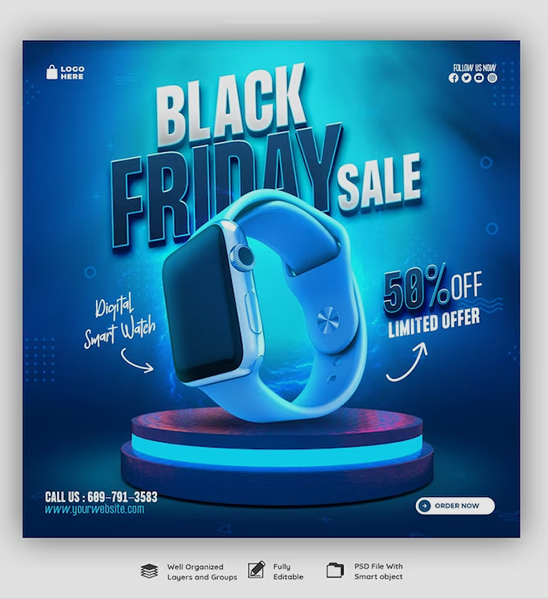 LOGO
HERE
FOLLOW US NOW
BLACK
FRIDAY
SALE
50% OFF
LIMITED OFFER
Digital
Smart Watch
CALL US : 609-791-3583
www.yourwebsite.com
ORDER NOW
Well Organized
Layers and Groups
Fully
Editable
PSD File With
Smart object